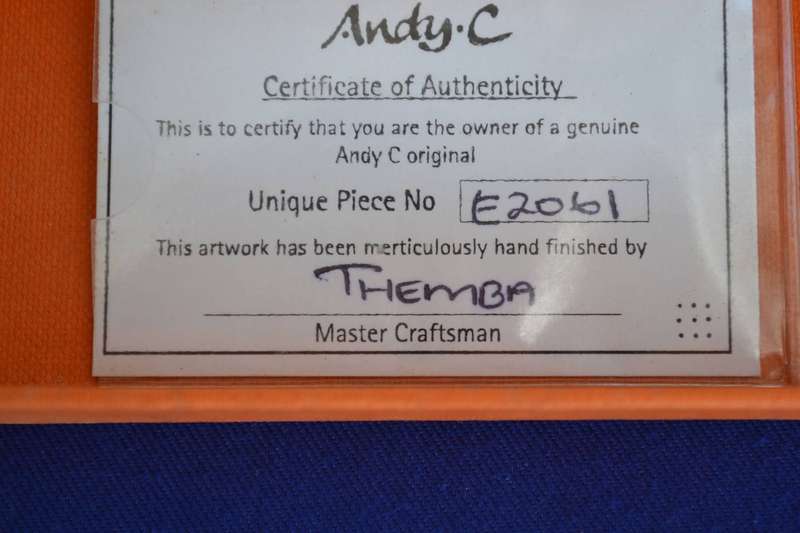 Andy.C
Certificate of Authenticity
This is to certify that you are the owner of a genuine
Andy C original
Unique Piece No E2061
This artwork has been merticulously hand finished by
THEMBA
Master Craftsman